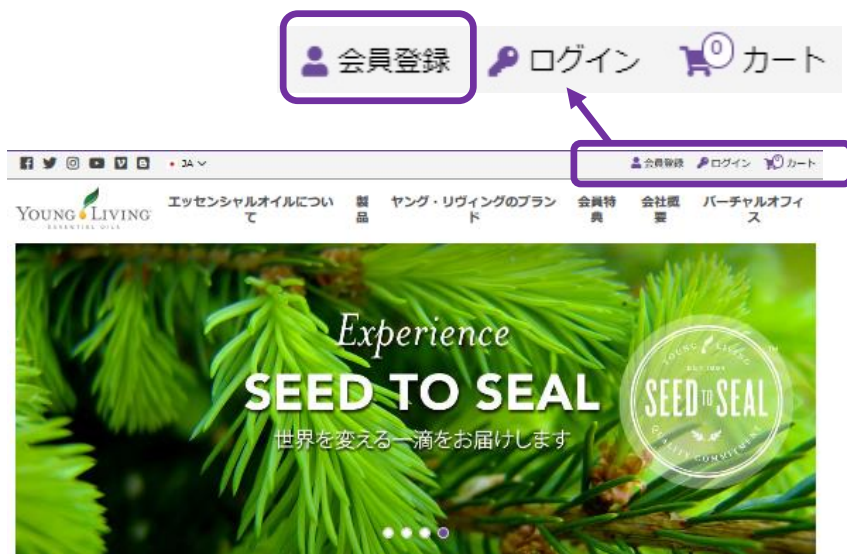 会員登録 ログイン 0 カート
JA 会員登録 ログイン 0 カート
YOUNG LIVING
ESSENTIAL OILS
エッセンシャルオイルについ
て
製
品
ヤング・リヴィングのブラン
ド
会員特
典
会社概
要
バーチャルオフィ
ス
Experience
SEED TO SEAL
世界を変える一滴をお届けします
YOUNG LIVING
TM
SEED TO SEAL
QUALITY COMMITMENT